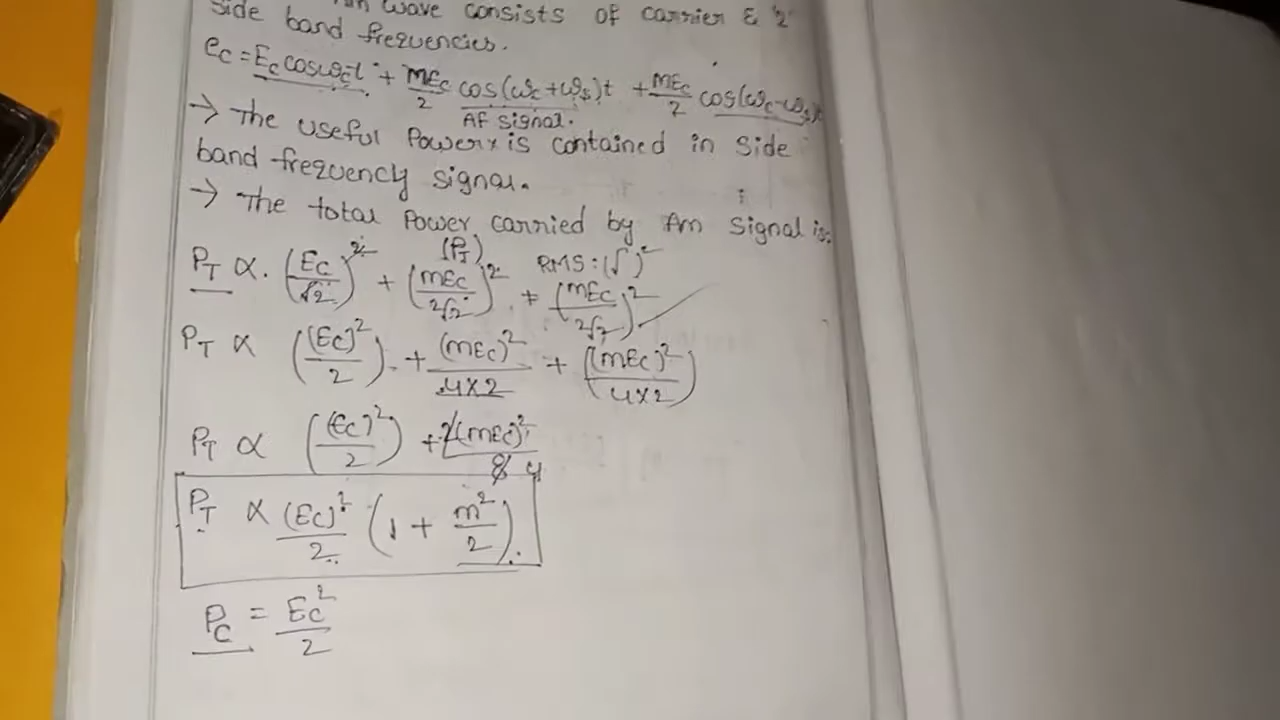 wave consists of carrier & '2'
side band frequencies.
ec = Ec cosωct + mEc/2 cos(ωc+ωs)t + mEc/2 cos(ωc-ωs)t
AF signal.
→ The useful Power is contained in side
band frequency signal.
→ The total Power carried by Am signal is:
(PT) RMS: (√ )²
PT ∝. (Ec/√2)² + (mEc/2√2)² + (mEc/2√2)²
PT ∝ ((Ec)²/2) + (mEc)²/4×2 + ((mEc)²/4×2)
PT ∝ ((Ec)²/2) + 2(mEc)²/8 4
PT ∝ (Ec)²/2 (1 + m²/2).
PC = Ec²/2